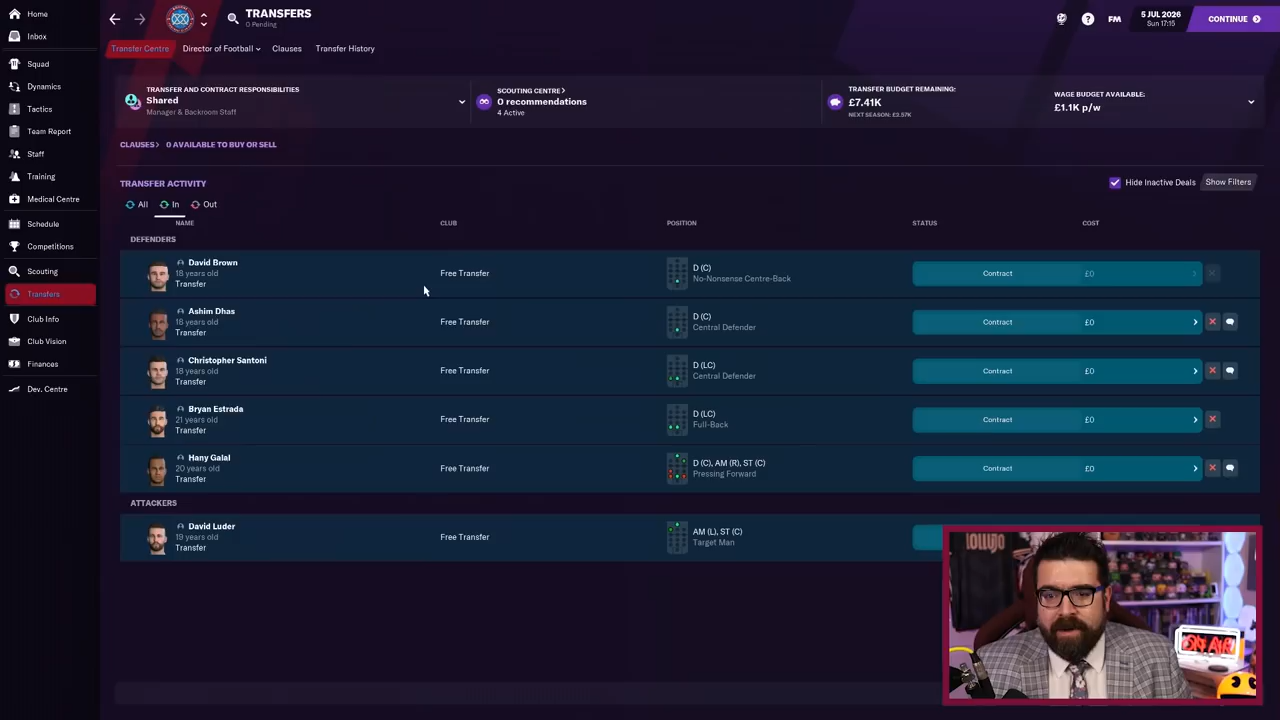 Home
TRANSFERS
0 Pending
5 JUL 2026
Sun 17:15
FM
CONTINUE
Inbox
Transfer Centre
Director of Football
Clauses
Transfer History
Squad
Dynamics
Tactics
Team Report
Staff
Training
Medical Centre
Schedule
Competitions
Scouting
Transfers
Club Info
Club Vision
Finances
Dev. Centre
TRANSFER AND CONTRACT RESPONSIBILITIES
Shared
Manager & Backroom Staff
SCOUTING CENTRE>
0 recommendations
4 Active
TRANSFER BUDGET REMAINING:
£7.41K
NEXT SEASON: £2.57K
WAGE BUDGET AVAILABLE:
£1.1K p/w
CLAUSES> 0 AVAILABLE TO BUY OR SELL
TRANSFER ACTIVITY
Hide Inactive Deals
Show Filters
All In Out
NAME CLUB POSITION STATUS COST
DEFENDERS
David Brown
18 years old
Transfer
Free Transfer
D (C)
No-Nonsense Centre-Back
Contract £0
Ashim Dhas
18 years old
Transfer
Free Transfer
D (C)
Central Defender
Contract £0
Christopher Santoni
18 years old
Transfer
Free Transfer
D (LC)
Central Defender
Contract £0
Bryan Estrada
21 years old
Transfer
Free Transfer
D (LC)
Full-Back
Contract £0
Hany Galal
20 years old
Transfer
Free Transfer
D (C), AM (R), ST (C)
Pressing Forward
Contract £0
ATTACKERS
David Luder
19 years old
Transfer
Free Transfer
AM (L), ST (C)
Target Man
ON AIR